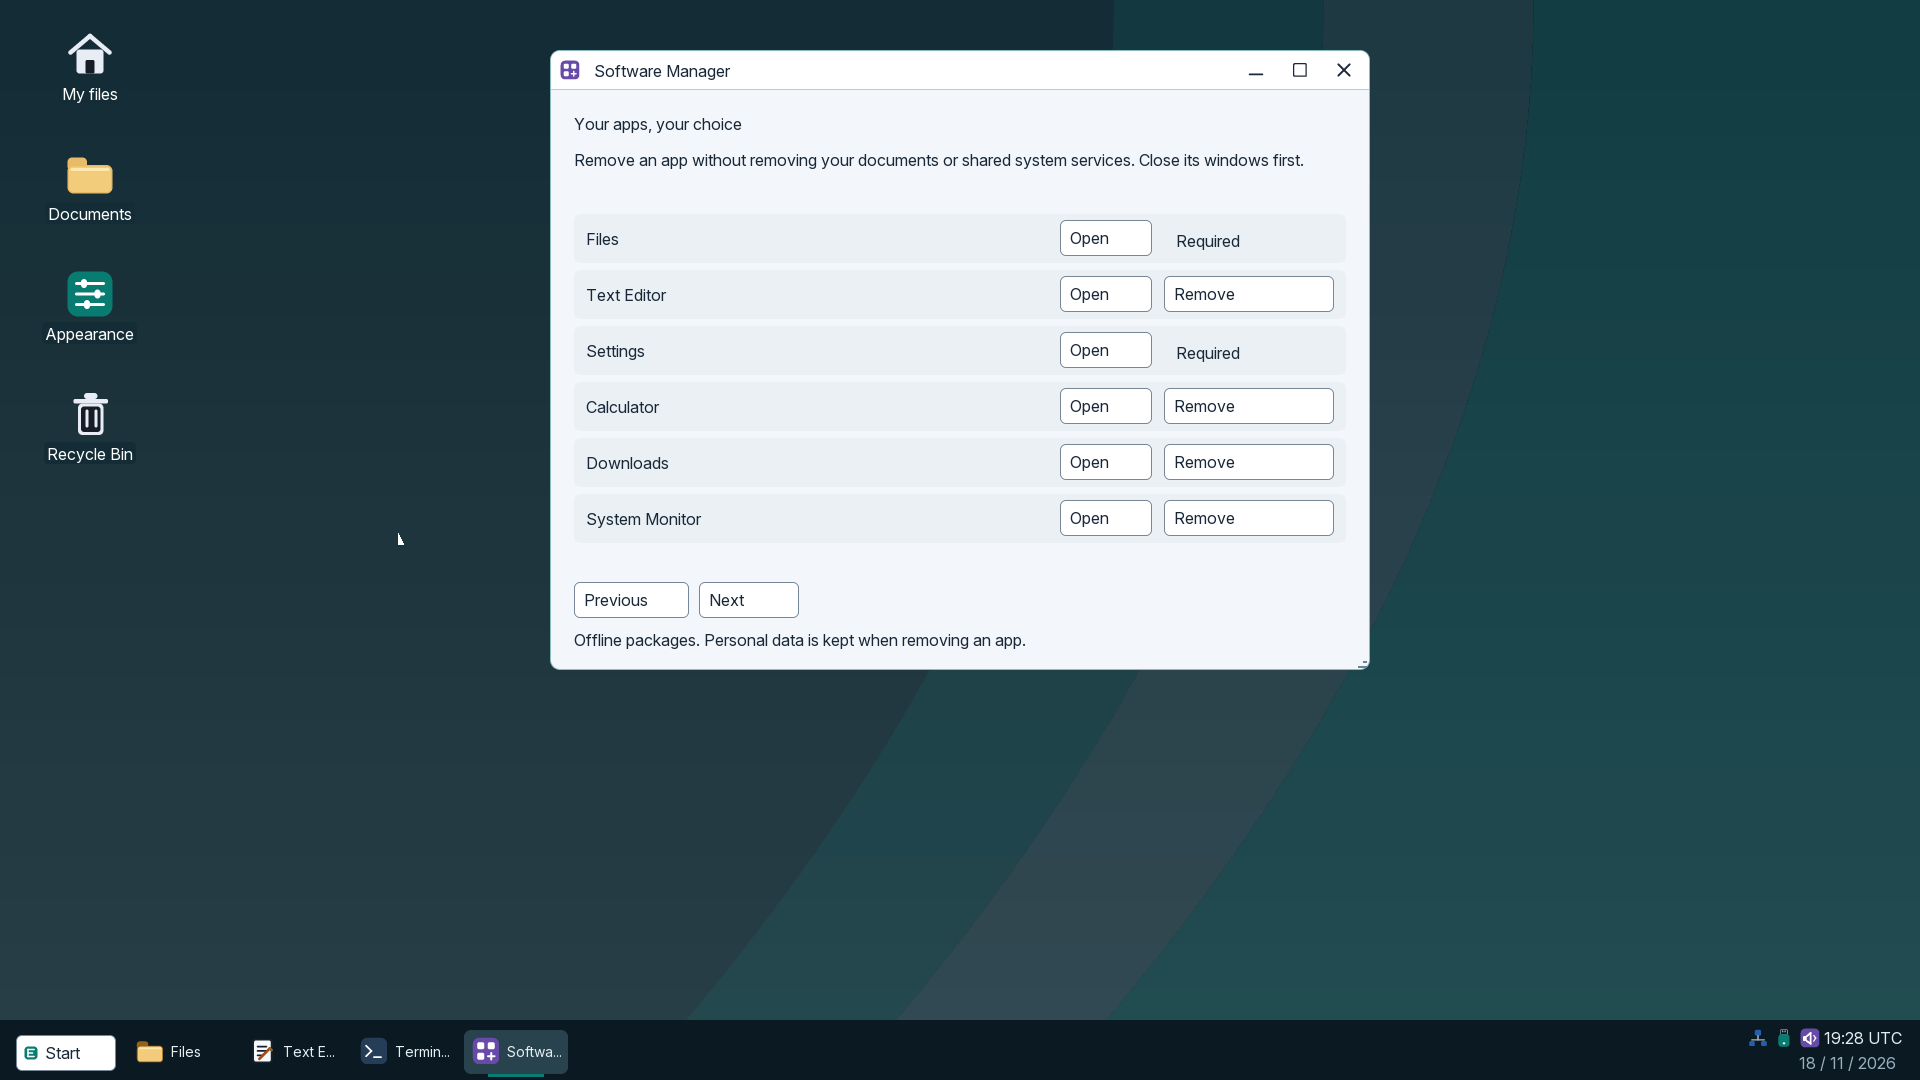 My files
Documents
Appearance
Recycle Bin
Software Manager
Your apps, your choice
Remove an app without removing your documents or shared system services. Close its windows first.
Files Open Required
Text Editor Open Remove
Settings Open Required
Calculator Open Remove
Downloads Open Remove
System Monitor Open Remove
Previous Next
Offline packages. Personal data is kept when removing an app.
Start Files Text E... Termin... Softwa... 19:28 UTC
18 / 11 / 2026